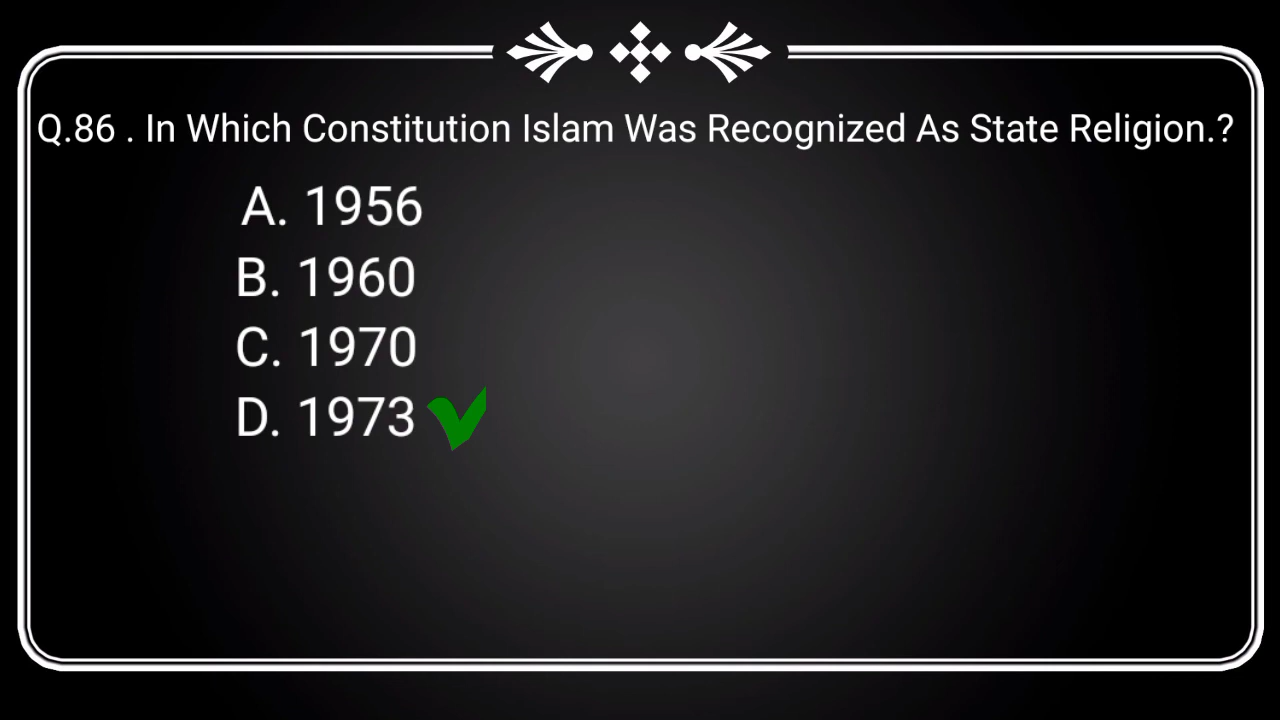 Q.86 . In Which Constitution Islam Was Recognized As State Religion.?
A. 1956
B. 1960
C. 1970
D. 1973